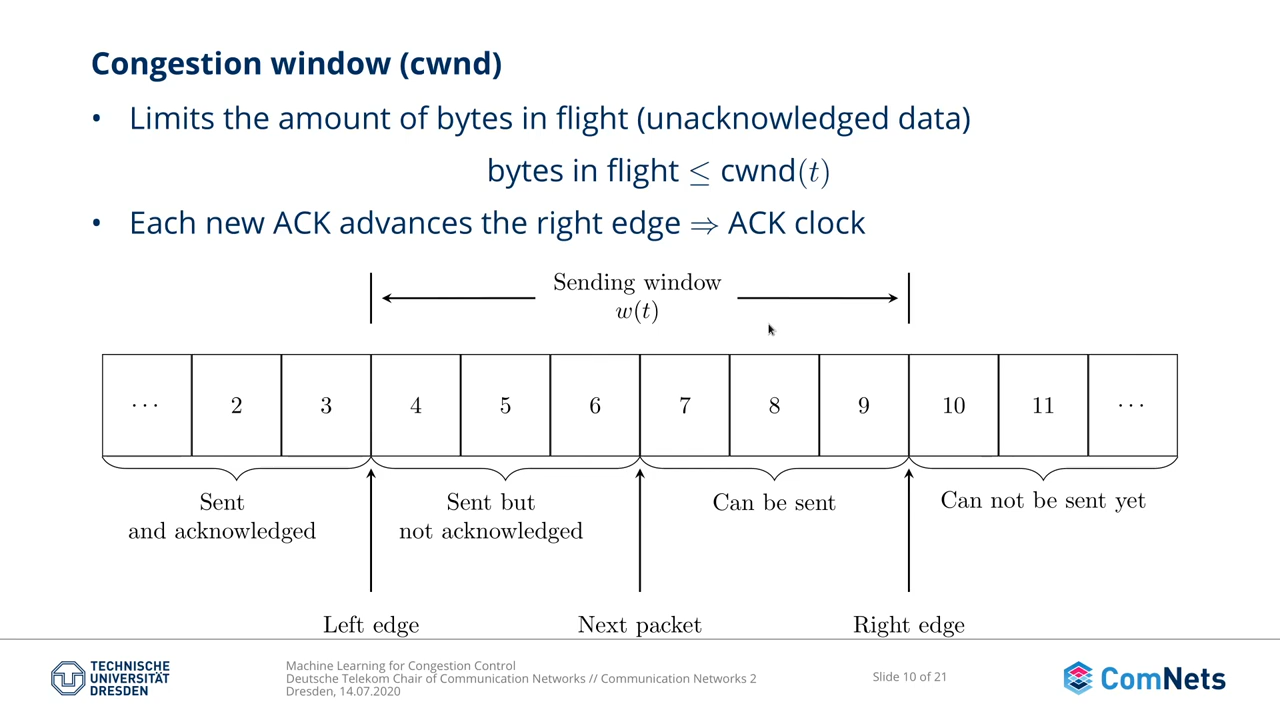 Congestion window (cwnd)
• Limits the amount of bytes in flight (unacknowledged data)
bytes in flight ≤ cwnd(t)
• Each new ACK advances the right edge ⇒ ACK clock
Sending window
w(t)
··· 2 3 4 5 6 7 8 9 10 11 ···
Sent
and acknowledged
Sent but
not acknowledged
Can be sent
Can not be sent yet
Left edge
Next packet
Right edge
TECHNISCHE
UNIVERSITÄT
DRESDEN
Machine Learning for Congestion Control
Deutsche Telekom Chair of Communication Networks // Communication Networks 2
Dresden, 14.07.2020
Slide 10 of 21
ComNets